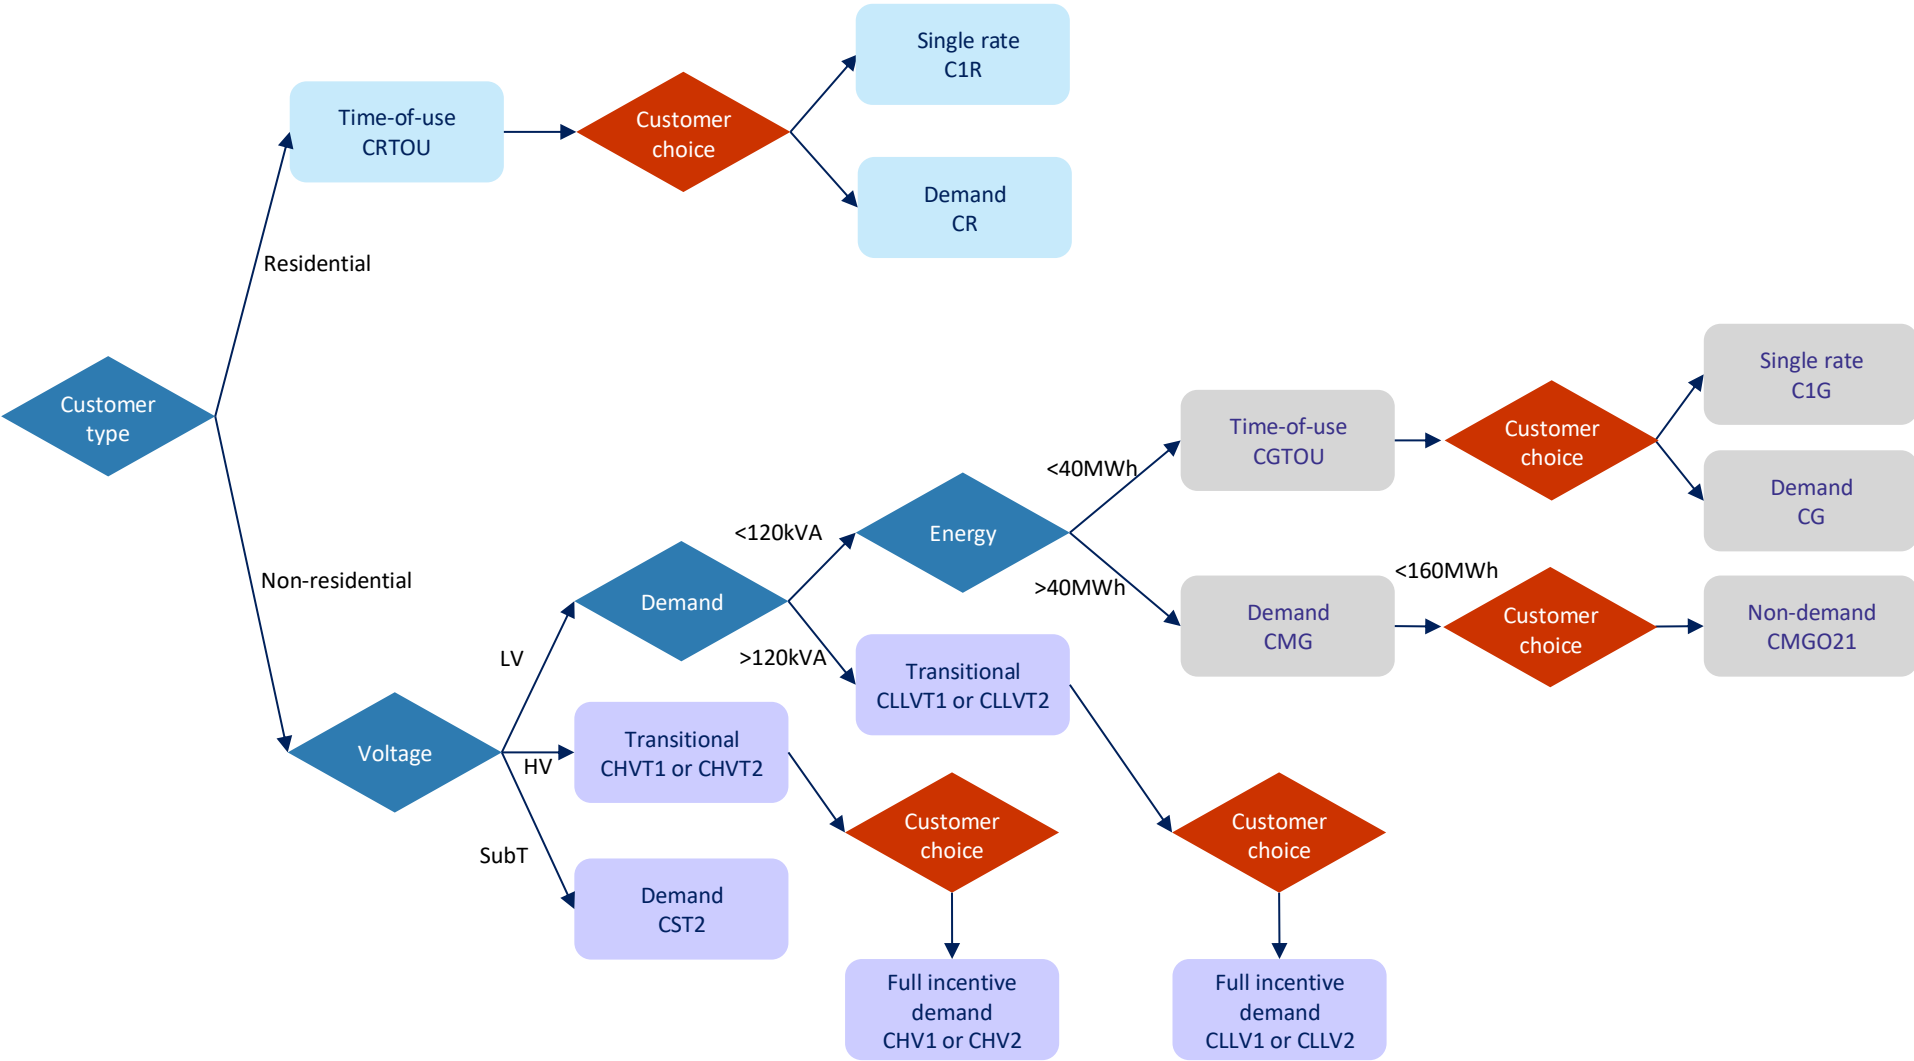 Single rate
C1R
Time-of-use
CRTOU
Customer
choice
Demand
CR
Residential
Customer
type
Single rate
C1G
Time-of-use
CGTOU
Customer
choice
<40MWh
Demand
CG
<120kVA
Energy
Non-residential
>40MWh
<160MWh
Demand
Demand
CMG
Customer
choice
Non-demand
CMGO21
LV
>120kVA
Transitional
CLLVT1 or CLLVT2
Voltage
HV
Transitional
CHVT1 or CHVT2
Customer
choice
Customer
choice
SubT
Demand
CST2
Full incentive
demand
CHV1 or CHV2
Full incentive
demand
CLLV1 or CLLV2